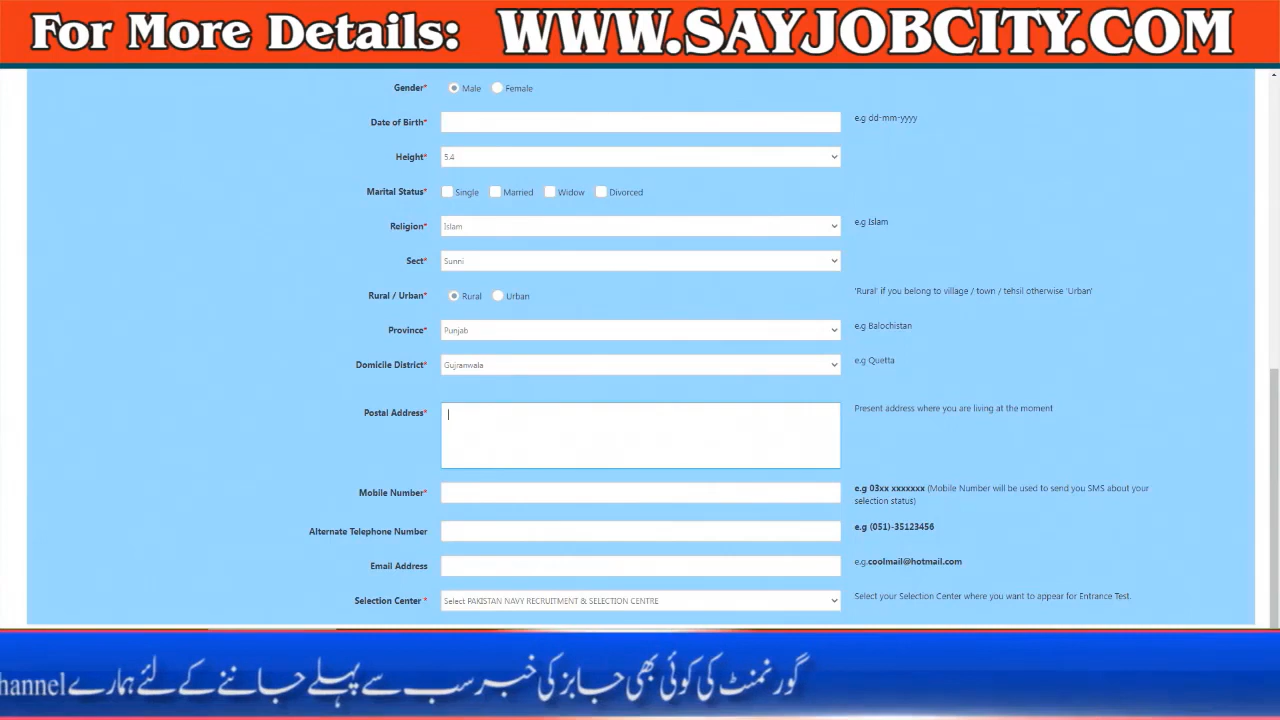 For More Details: WWW.SAYJOBCITY.COM
Gender* Male Female
Date of Birth* e.g dd-mm-yyyy
Height* 5.4
Marital Status* Single Married Widow Divorced
Religion* Islam e.g Islam
Sect* Sunni
Rural / Urban* Rural Urban 'Rural' if you belong to village / town / tehsil otherwise 'Urban'
Province* Punjab e.g Balochistan
Domicile District* Gujranwala e.g Quetta
Postal Address* Present address where you are living at the moment
Mobile Number* e.g 03xx xxxxxxx (Mobile Number will be used to send you SMS about your
selection status)
Alternate Telephone Number e.g (051)-35123456
Email Address e.g.coolmail@hotmail.com
Selection Center * Select PAKISTAN NAVY RECRUITMENT & SELECTION CENTRE Select your Selection Center where you want to appear for Entrance Test.
گورنمنٹ کی کوئی بھی جابز کی خبر سب سے پہلے جاننے کے لئے ہمارے hannel